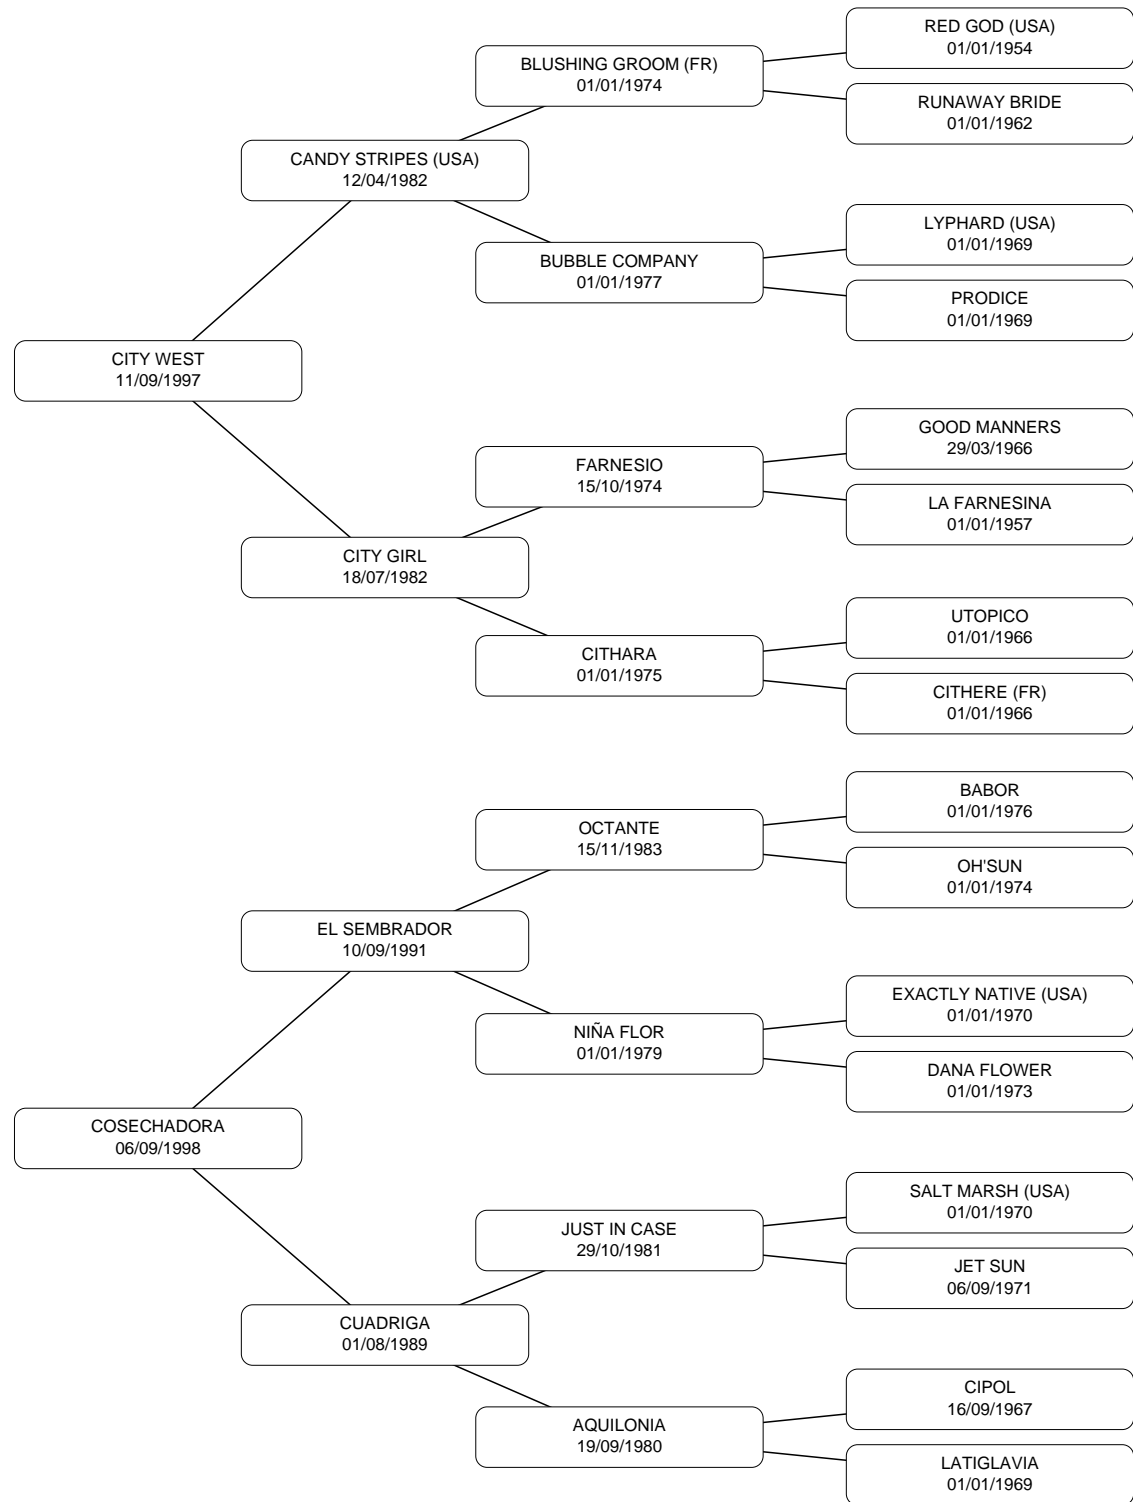 RED GOD (USA)
01/01/1954
BLUSHING GROOM (FR)
01/01/1974
RUNAWAY BRIDE
01/01/1962
CANDY STRIPES (USA)
12/04/1982
LYPHARD (USA)
01/01/1969
BUBBLE COMPANY
01/01/1977
PRODICE
01/01/1969
CITY WEST
11/09/1997
GOOD MANNERS
29/03/1966
FARNESIO
15/10/1974
LA FARNESINA
01/01/1957
CITY GIRL
18/07/1982
UTOPICO
01/01/1966
CITHARA
01/01/1975
CITHERE (FR)
01/01/1966
BABOR
01/01/1976
OCTANTE
15/11/1983
OH'SUN
01/01/1974
EL SEMBRADOR
10/09/1991
EXACTLY NATIVE (USA)
01/01/1970
NIÑA FLOR
01/01/1979
DANA FLOWER
01/01/1973
COSECHADORA
06/09/1998
SALT MARSH (USA)
01/01/1970
JUST IN CASE
29/10/1981
JET SUN
06/09/1971
CUADRIGA
01/08/1989
CIPOL
16/09/1967
AQUILONIA
19/09/1980
LATIGLAVIA
01/01/1969